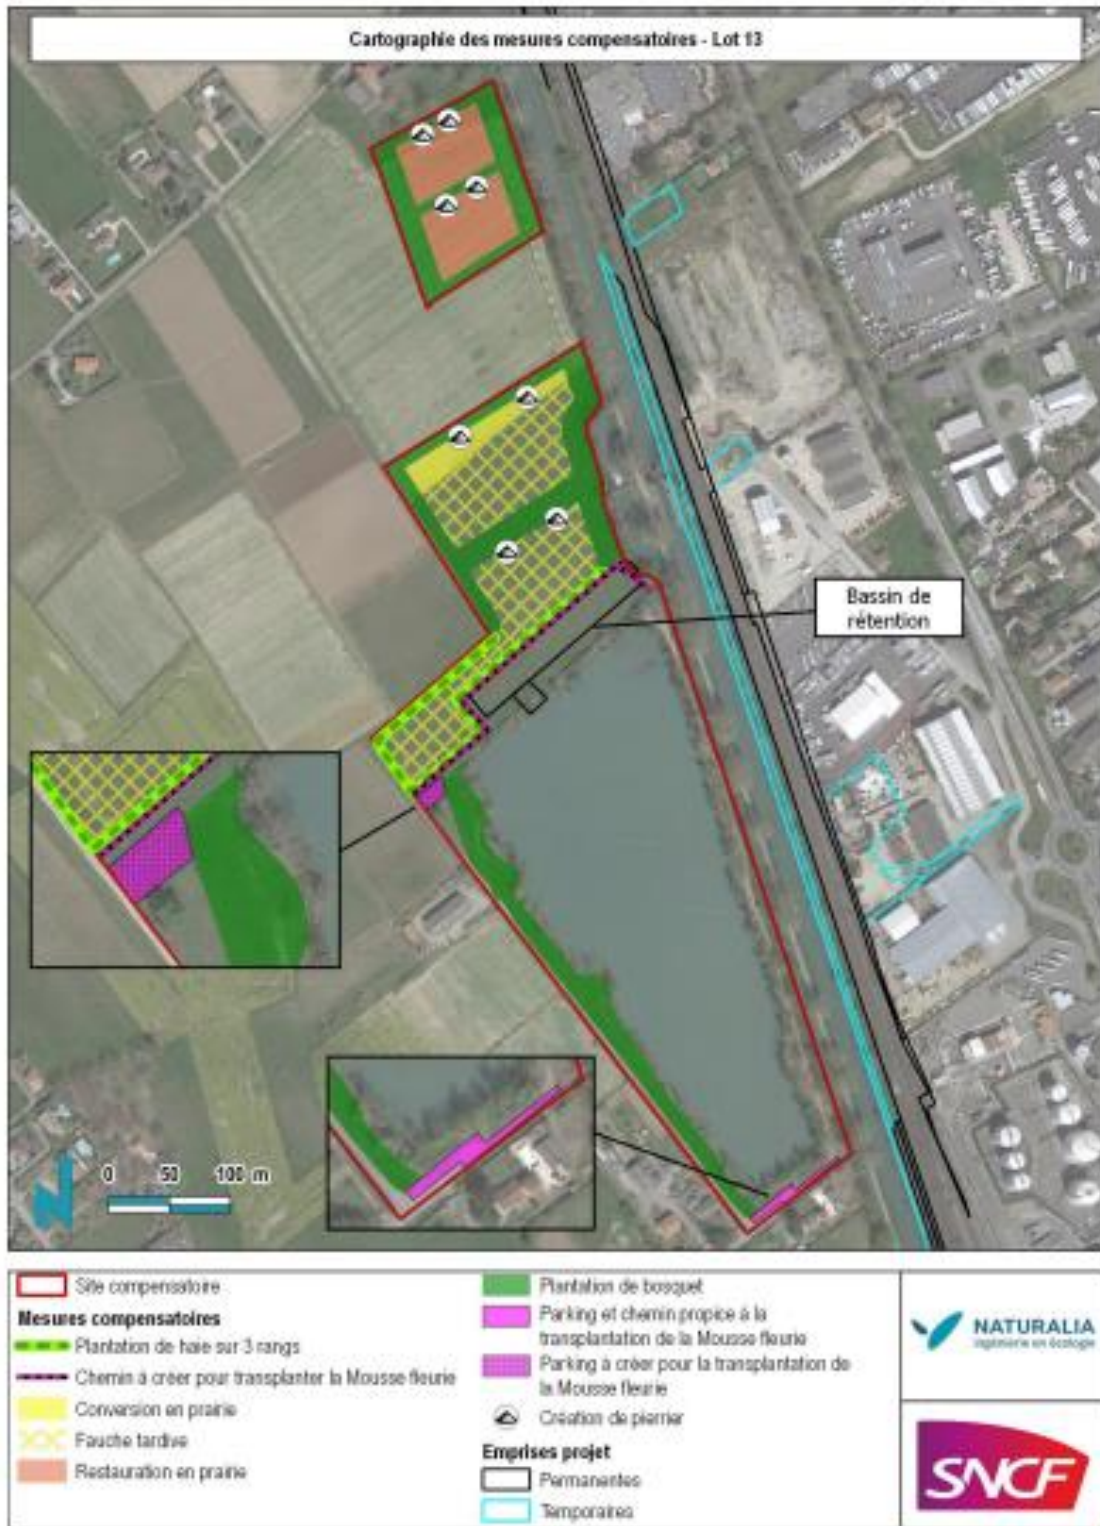 Cartographie des mesures compensatoires - Lot 13
Bassin de
rétention
0 50 100 m
Site compensatoire
Mesures compensatoires
Plantation de haie sur 3 rangs
Chemin à créer pour transplanter la Mousse fleurie
Conversion en prairie
Fauche tardive
Restauration en prairie
Plantation de bosquet
Parking et chemin propice à la
transplantation de la Mousse fleurie
Parking à créer pour la transplantation de
la Mousse fleurie
Création de pierrier
Emprises projet
Permanentes
Temporaires
NATURALIA
Ingénierie en écologie
SNCF